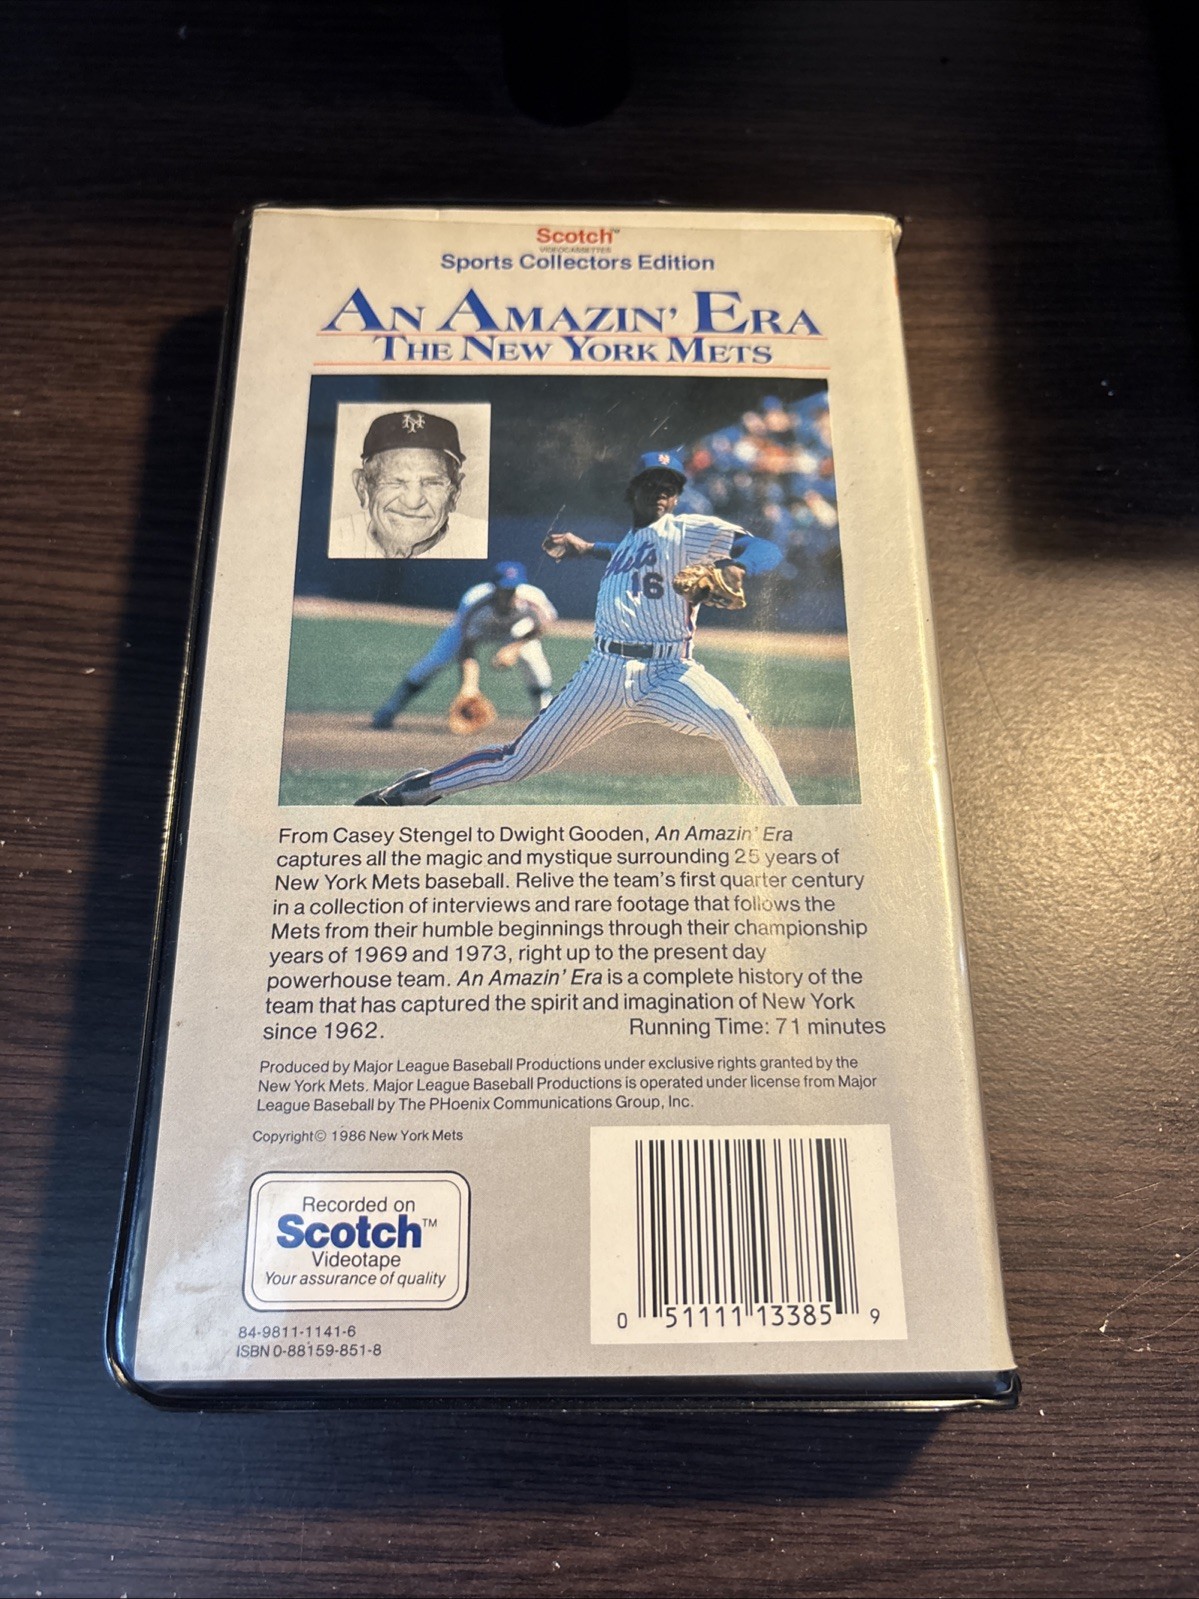 Scotch™
VIDEOCASSETTES
Sports Collectors Edition
AN AMAZIN' ERA
THE NEW YORK METS
NY
Mets
16
From Casey Stengel to Dwight Gooden, An Amazin' Era
captures all the magic and mystique surrounding 25 years of
New York Mets baseball. Relive the team's first quarter century
in a collection of interviews and rare footage that follows the
Mets from their humble beginnings through their championship
years of 1969 and 1973, right up to the present day
powerhouse team. An Amazin' Era is a complete history of the
team that has captured the spirit and imagination of New York
since 1962.
Running Time: 71 minutes
Produced by Major League Baseball Productions under exclusive rights granted by the
New York Mets. Major League Baseball Productions is operated under license from Major
League Baseball by The PHoenix Communications Group, Inc.
Copyright© 1986 New York Mets
Recorded on
Scotch™
Videotape
Your assurance of quality
84-9811-1141-6
ISBN 0-88159-851-8
0 51111 13385 9